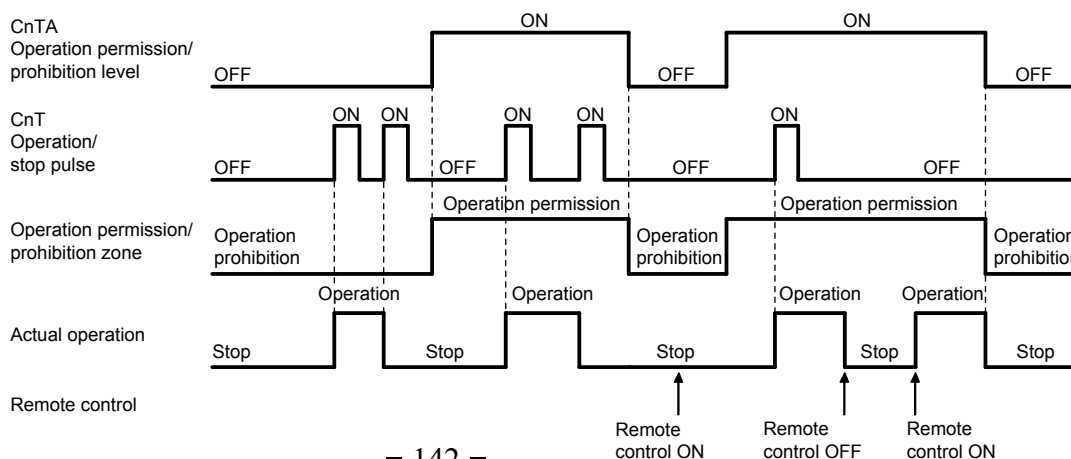 CnTA
Operation permission/
prohibition level
OFF
ON
OFF
ON
OFF
CnT
Operation/
stop pulse
OFF
ON
ON
OFF
ON
ON
OFF
ON
OFF
Operation permission/
prohibition zone
Operation
prohibition
Operation permission
Operation
prohibition
Operation permission
Operation
prohibition
Actual operation
Stop
Operation
Stop
Operation
Stop
Operation
Stop
Operation
Stop
Remote control
Remote
control ON
Remote
control OFF
Remote
control ON
– 142 –